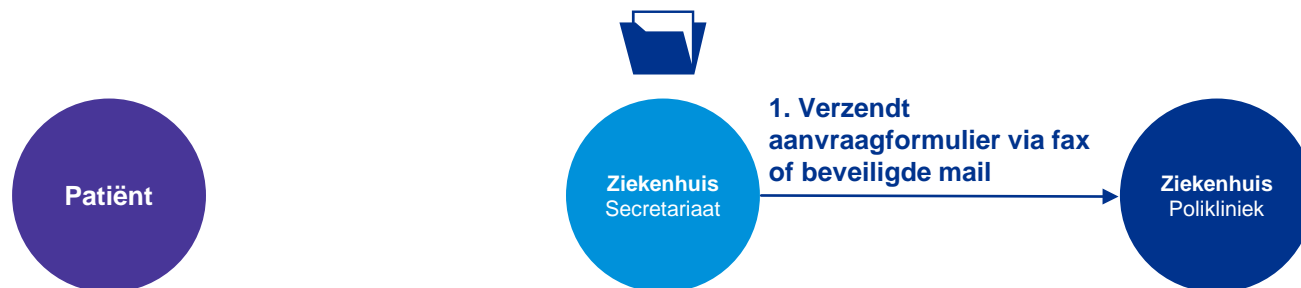 Patiënt
Ziekenhuis
Secretariaat
1. Verzendt
aanvraagformulier via fax
of beveiligde mail
Ziekenhuis
Polikliniek